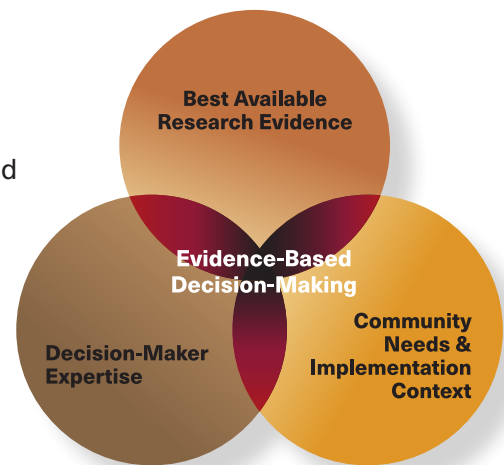 Best Available
Research Evidence
d
Evidence-Based
Decision-Making
Decision-Maker
Expertise
Community
Needs &
Implementation
Context